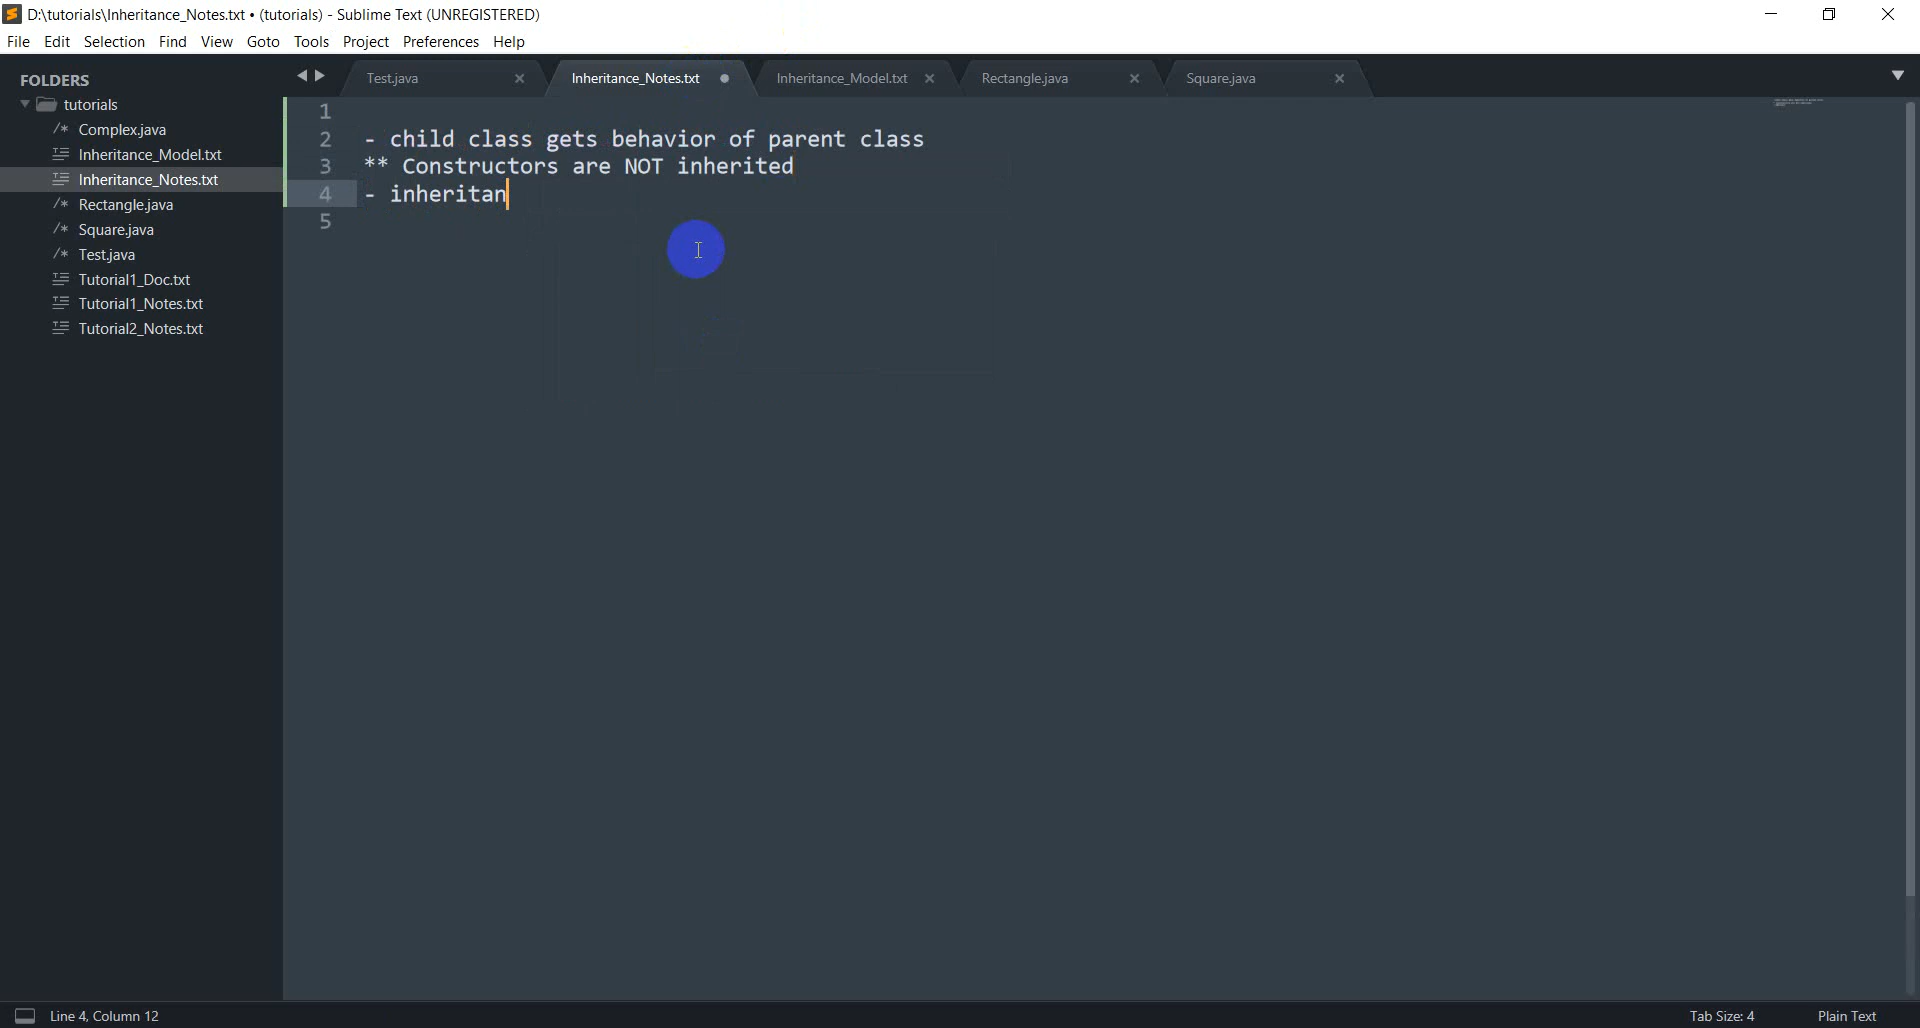 D:\tutorials\Inheritance_Notes.txt • (tutorials) - Sublime Text (UNREGISTERED)
File Edit Selection Find View Goto Tools Project Preferences Help
FOLDERS
tutorials
/* Complex.java
Inheritance_Model.txt
Inheritance_Notes.txt
/* Rectangle.java
/* Square.java
/* Test.java
Tutorial1_Doc.txt
Tutorial1_Notes.txt
Tutorial2_Notes.txt
Test.java Inheritance_Notes.txt Inheritance_Model.txt Rectangle.java Square.java
1
2 - child class gets behavior of parent class
3 ** Constructors are NOT inherited
4 - inheritan
5
Line 4, Column 12 Tab Size: 4 Plain Text